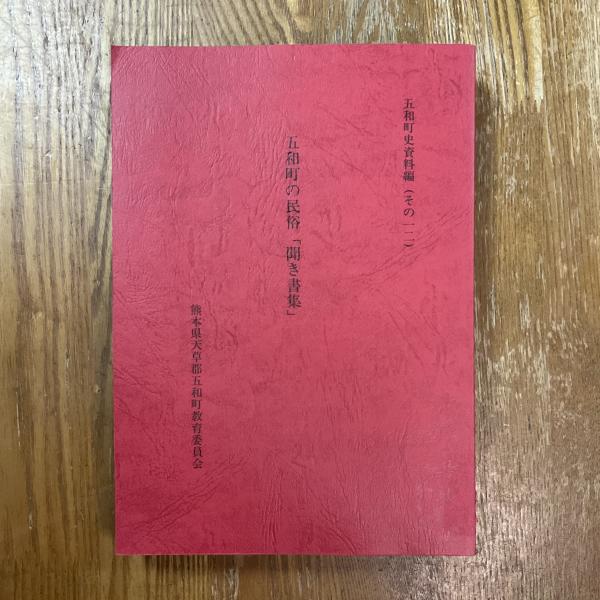 五和町史資料編(その一二)
五和町の民俗「聞き書集」
熊本県天草郡五和町教育委員会